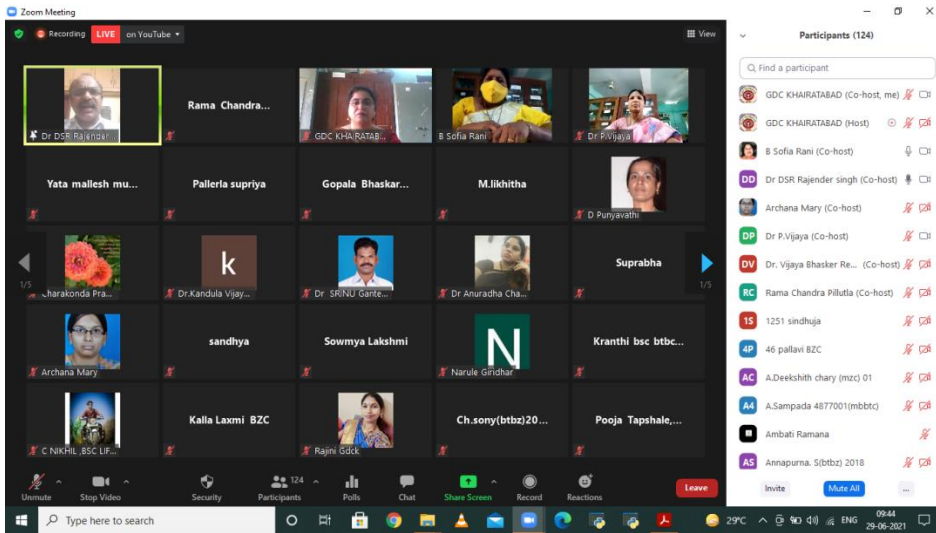 Zoom Meeting
Recording LIVE on YouTube View
Dr DSR Rajender...
Rama Chandra...
GDC KHAIRATAB...
B Sofia Rani
Dr P.Vijaya
Yata mallesh mu...
Pallerla supriya
Gopala Bhaskar...
M.likhitha
D Punyavathi
1/5
Charakonda Pra...
k
Dr.Kandula Vijay...
Dr SRINU Gante...
Dr Anuradha Cha...
Suprabha
1/5
Archana Mary
sandhya
Sowmya Lakshmi
N
Narule Giridhar
Kranthi bsc btbc...
C NIKHIL ,BSC LIF...
Kalla Laxmi BZC
Rajini Gdck
Ch.sony(btbz)20...
Pooja Tapshale,...
Unmute
Stop Video
Security
124
Participants
Polls
Chat
Share Screen
Record
Reactions
Leave
Participants (124)
Find a participant
GDC KHAIRATABAD (Co-host, me)
GDC KHAIRATABAD (Host)
B Sofia Rani (Co-host)
DD Dr DSR Rajender singh (Co-host)
Archana Mary (Co-host)
DP Dr P.Vijaya (Co-host)
DV Dr. Vijaya Bhasker Re... (Co-host)
RC Rama Chandra Pillutla (Co-host)
1S 1251 sindhuja
4P 46 pallavi BZC
AC A.Deekshith chary (mzc) 01
A4 A.Sampada 4877001(mbbtc)
Ambati Ramana
AS Annapurna. S(btbz) 2018
Invite
Mute All
...
Type here to search
29°C
ENG
09:44
29-06-2021